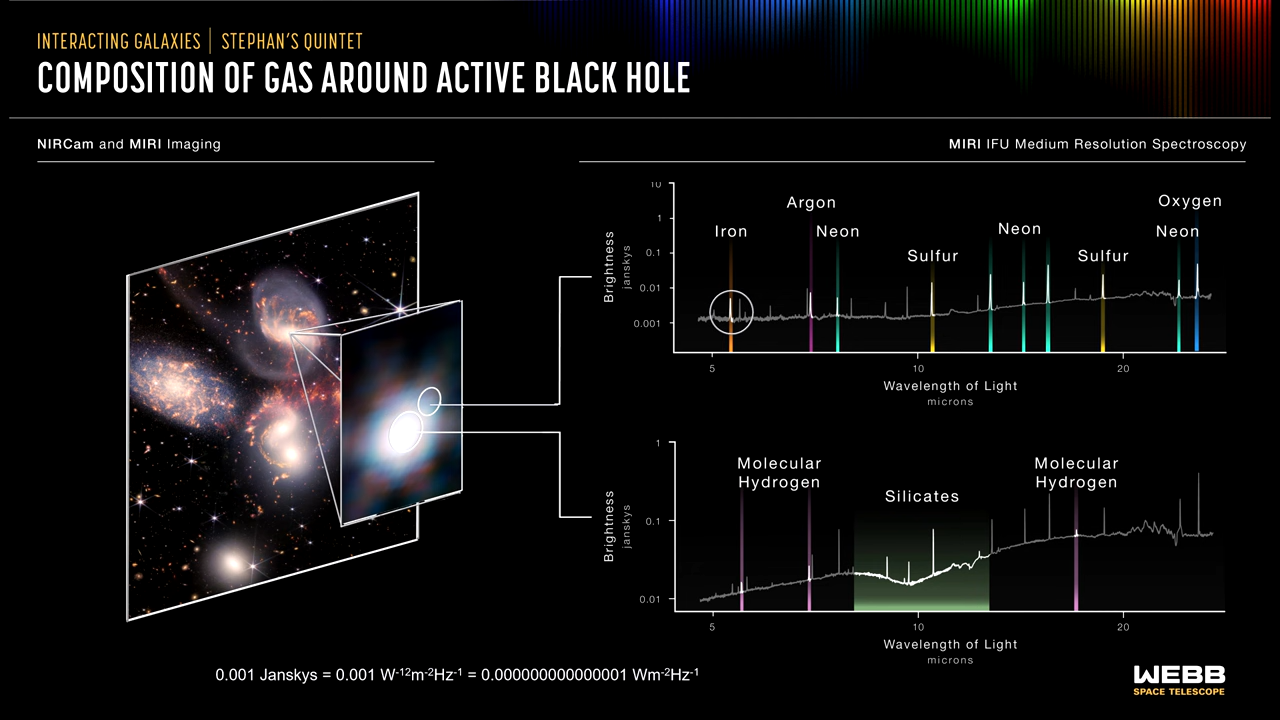 INTERACTING GALAXIES | STEPHAN'S QUINTET
COMPOSITION OF GAS AROUND ACTIVE BLACK HOLE
NIRCam and MIRI Imaging
MIRI IFU Medium Resolution Spectroscopy
10
1
0.1
0.01
0.001
Brightness
janskys
Iron
Argon
Neon
Sulfur
Neon
Sulfur
Neon
Oxygen
5
10
20
Wavelength of Light
microns
1
0.1
0.01
Brightness
janskys
Molecular
Hydrogen
Silicates
Molecular
Hydrogen
5
10
20
Wavelength of Light
microns
0.001 Janskys = 0.001 W⁻¹²m⁻²Hz⁻¹ = 0.000000000000001 Wm⁻²Hz⁻¹
WEBB
SPACE TELESCOPE